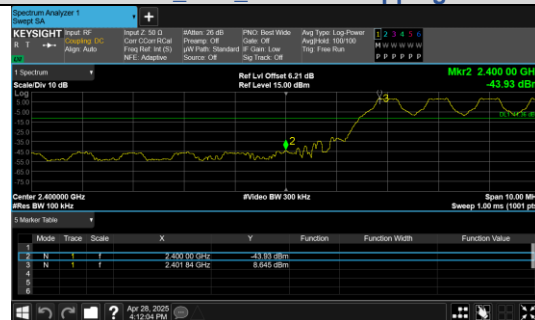 Spectrum Analyzer 1
Swept SA
KEYSIGHT Input: RF Input Z: 50 Ω #Atten: 26 dB PNO: Best Wide Avg Type: Log-Power 1 2 3 4 5 6
R T Coupling: DC Corr CCorr RCal Preamp: Off Gate: Off Avg|Hold: 100/100 M W W W W W
Align: Auto Freq Ref: Int (S) µW Path: Standard IF Gain: Low Trig: Free Run
NFE: Adaptive Source: Off Sig Track: Off P P P P P P
1 Spectrum Ref Lvl Offset 6.21 dB Mkr2 2.400 00 GHz
Scale/Div 10 dB Ref Level 15.00 dBm -43.93 dBm
Log
5.00
-5.00
-15.0
-25.0
-35.0
-45.0
-55.0
-65.0
-75.0
2
3
Center 2.400000 GHz #Video BW 300 kHz Span 10.00 MHz
#Res BW 100 kHz Sweep 1.00 ms (1001 pts
5 Marker Table
Mode Trace Scale X Y Function Function Width Function Value
1
2 N 1 f 2.400 00 GHz -43.93 dBm
3 N 1 f 2.401 84 GHz 8.645 dBm
4
5
6
? Apr 28, 2025
4:12:04 PM